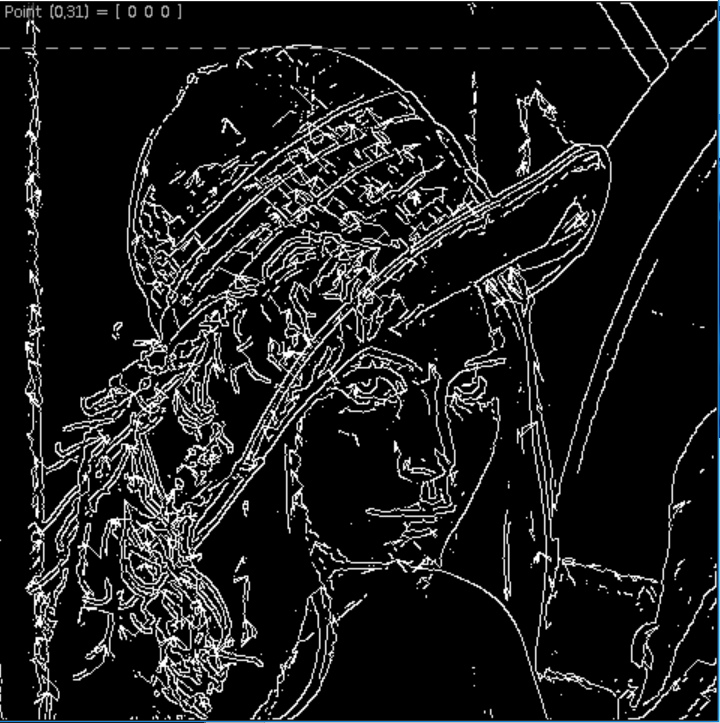 Point (0,31) = [ 0 0 0 ]